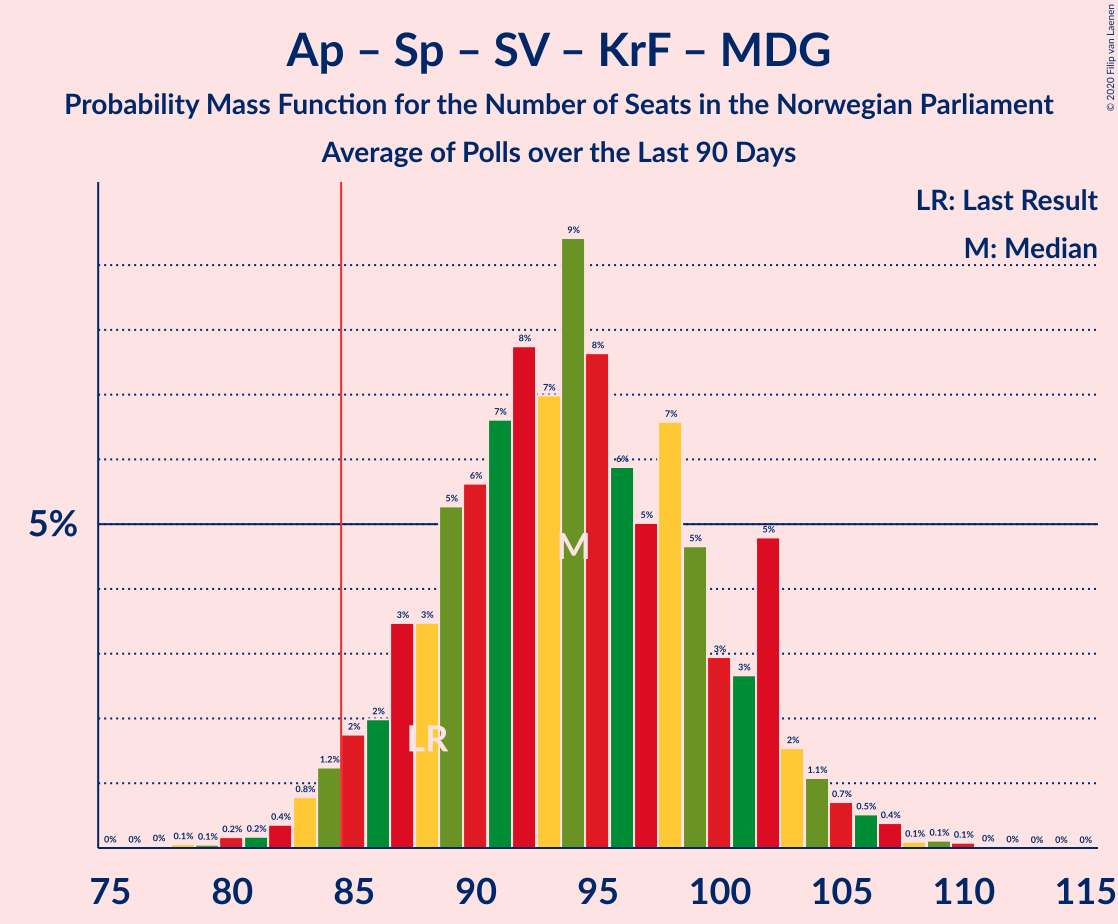 Ap – Sp – SV – KrF – MDG
Probability Mass Function for the Number of Seats in the Norwegian Parliament
Average of Polls over the Last 90 Days
© 2020 Filip van Laenen
LR: Last Result
M: Median
5%
0% 0% 0% 0.1% 0.1% 0.2% 0.2% 0.4% 0.8% 1.2% 2% 2% 3% 3% 5% 6% 7% 8% 7% 9% 8% 6% 5% 7% 5% 3% 3% 5% 2% 1.1% 0.7% 0.5% 0.4% 0.1% 0.1% 0.1% 0% 0% 0% 0% 0%
M
LR
75 80 85 90 95 100 105 110 115